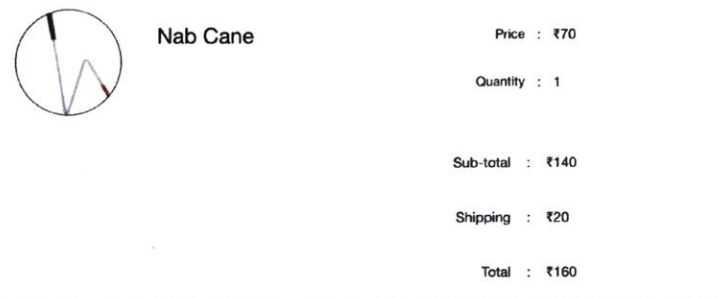 Nab Cane
Price : ₹70
Quantity : 1
Sub-total : ₹140
Shipping : ₹20
Total : ₹160